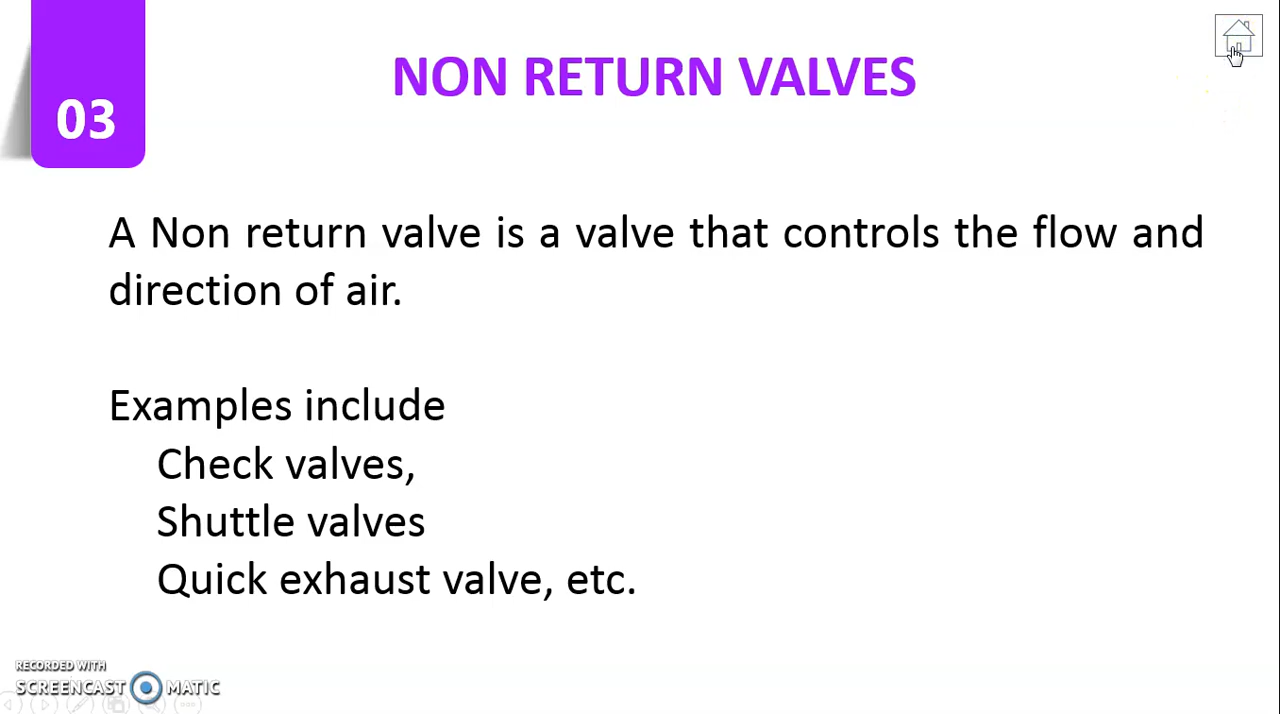 03
NON RETURN VALVES
A Non return valve is a valve that controls the flow and
direction of air.
Examples include
Check valves,
Shuttle valves
Quick exhaust valve, etc.
RECORDED WITH
SCREENCAST MATIC